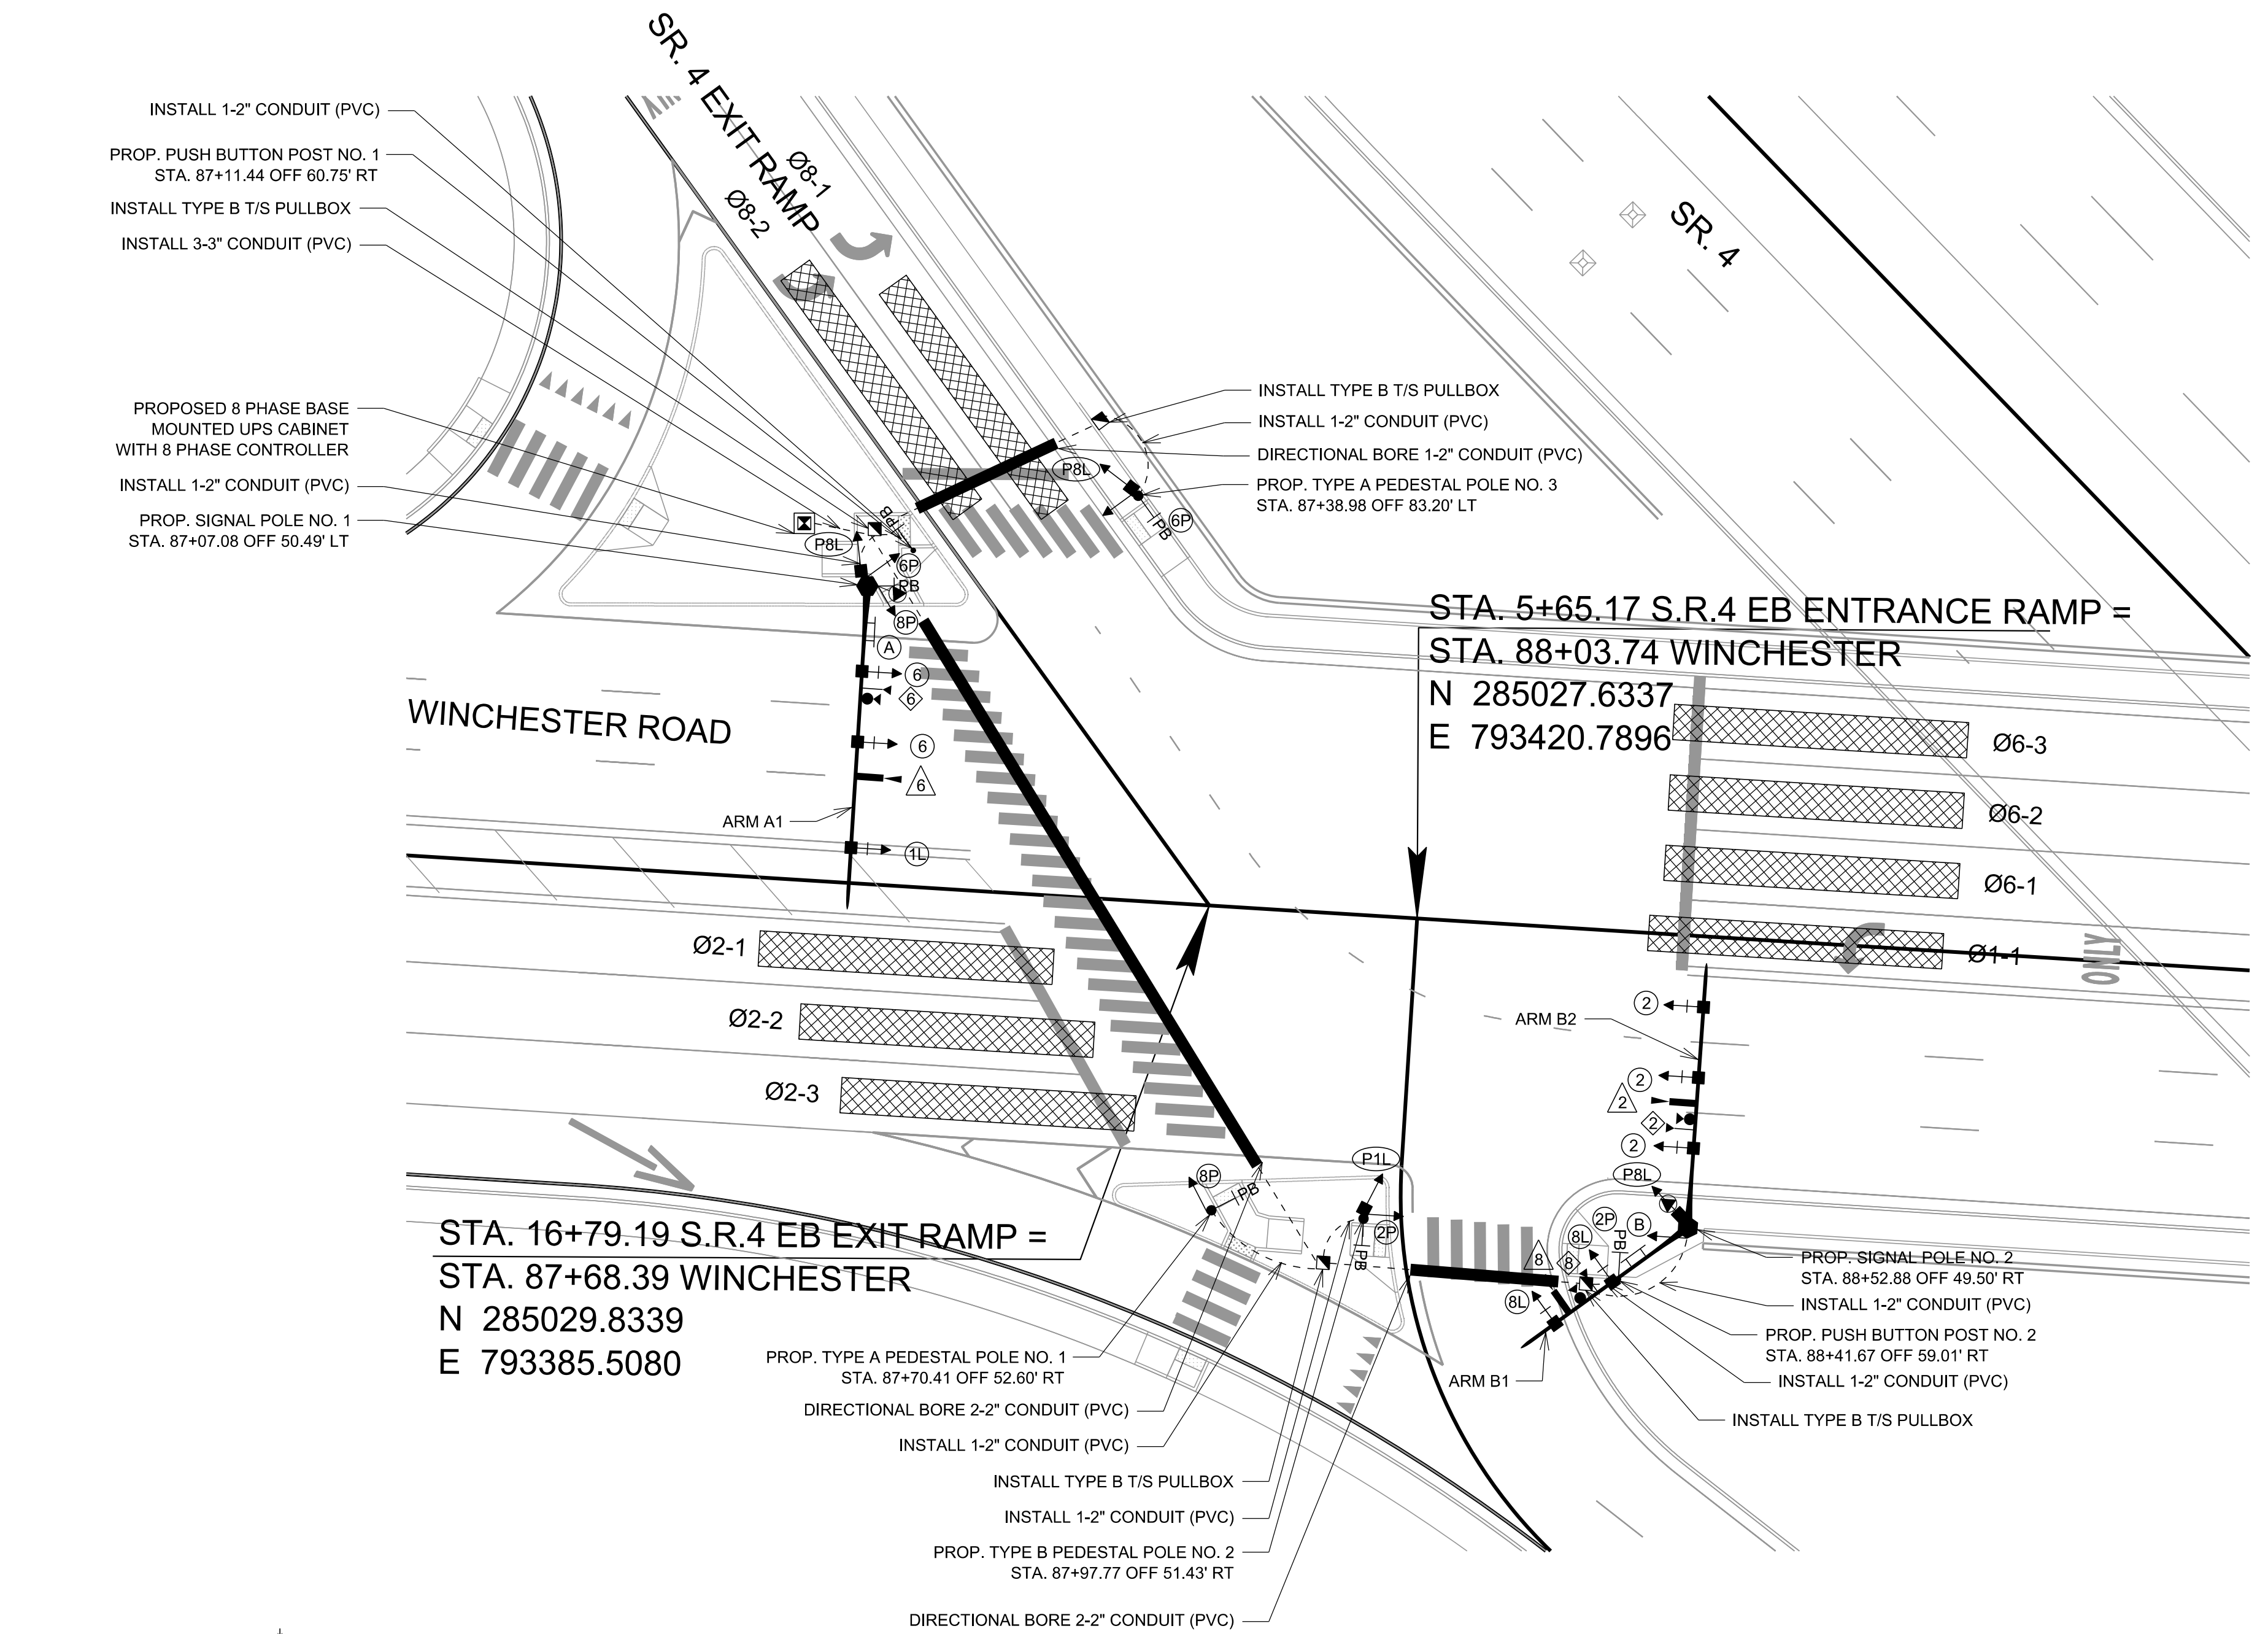 SR. 4 EXIT RAMP
Ø8-1
Ø8-2
SR. 4
INSTALL 1-2" CONDUIT (PVC)
PROP. PUSH BUTTON POST NO. 1
STA. 87+11.44 OFF 60.75' RT
INSTALL TYPE B T/S PULLBOX
INSTALL 3-3" CONDUIT (PVC)
PROPOSED 8 PHASE BASE
MOUNTED UPS CABINET
WITH 8 PHASE CONTROLLER
INSTALL 1-2" CONDUIT (PVC)
PROP. SIGNAL POLE NO. 1
STA. 87+07.08 OFF 50.49' LT
INSTALL TYPE B T/S PULLBOX
INSTALL 1-2" CONDUIT (PVC)
DIRECTIONAL BORE 1-2" CONDUIT (PVC)
PROP. TYPE A PEDESTAL POLE NO. 3
STA. 87+38.98 OFF 83.20' LT
P8L
6P
PB
PB
P8L
6P
PB
8P
A
6
6
6
6
1L
ARM A1
WINCHESTER ROAD
STA. 5+65.17 S.R.4 EB ENTRANCE RAMP =
STA. 88+03.74 WINCHESTER
N 285027.6337
E 793420.7896
Ø6-3
Ø6-2
Ø6-1
Ø1-1
ONLY
Ø2-1
Ø2-2
Ø2-3
ARM B2
2
2
2
2
2
P8L
P1L
8P
PB
2P
PB
2P
B
8L
PB
8
8
8L
ARM B1
STA. 16+79.19 S.R.4 EB EXIT RAMP =
STA. 87+68.39 WINCHESTER
N 285029.8339
E 793385.5080
PROP. TYPE A PEDESTAL POLE NO. 1
STA. 87+70.41 OFF 52.60' RT
DIRECTIONAL BORE 2-2" CONDUIT (PVC)
INSTALL 1-2" CONDUIT (PVC)
INSTALL TYPE B T/S PULLBOX
INSTALL 1-2" CONDUIT (PVC)
PROP. TYPE B PEDESTAL POLE NO. 2
STA. 87+97.77 OFF 51.43' RT
DIRECTIONAL BORE 2-2" CONDUIT (PVC)
PROP. SIGNAL POLE NO. 2
STA. 88+52.88 OFF 49.50' RT
INSTALL 1-2" CONDUIT (PVC)
PROP. PUSH BUTTON POST NO. 2
STA. 88+41.67 OFF 59.01' RT
INSTALL 1-2" CONDUIT (PVC)
INSTALL TYPE B T/S PULLBOX